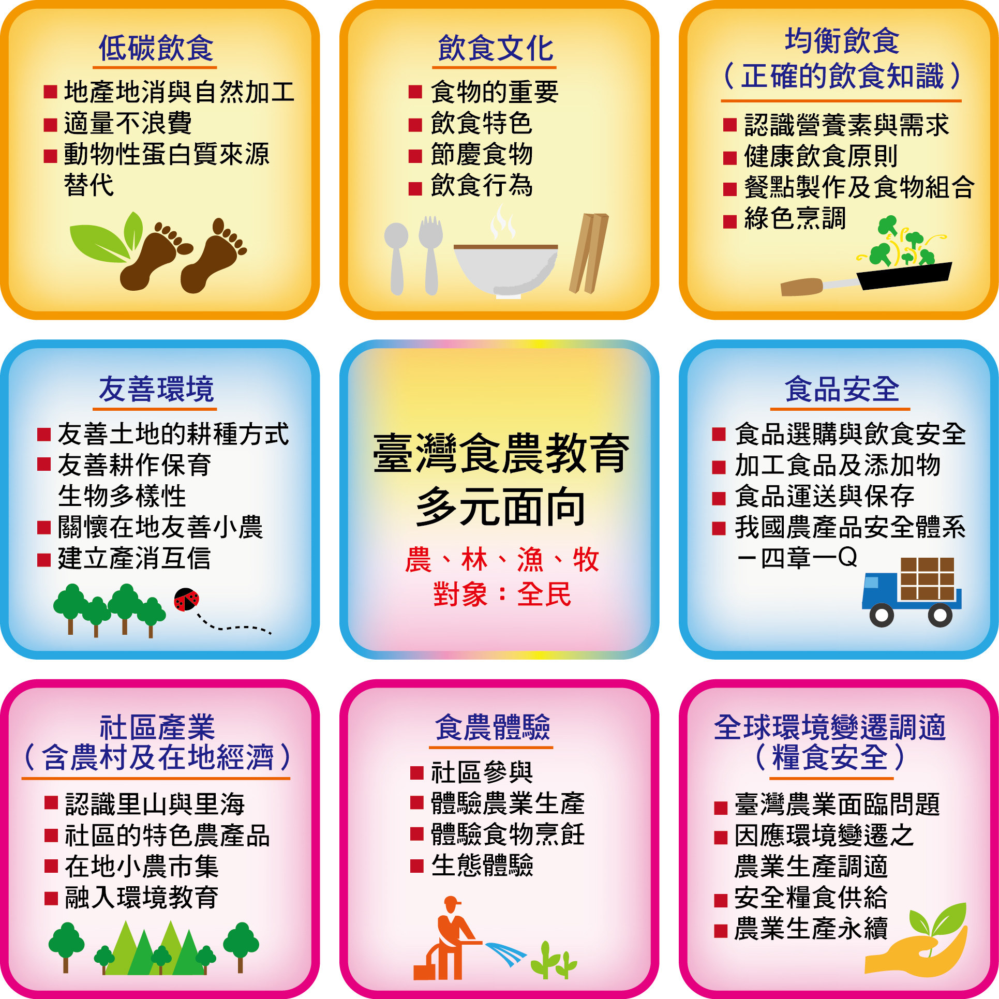 低碳飲食
地產地消與自然加工
適量不浪費
動物性蛋白質來源
替代
飲食文化
食物的重要
飲食特色
節慶食物
飲食行為
均衡飲食
（正確的飲食知識）
認識營養素與需求
健康飲食原則
餐點製作及食物組合
綠色烹調
友善環境
友善土地的耕種方式
友善耕作保育
生物多樣性
關懷在地友善小農
建立產消互信
臺灣食農教育
多元面向
農、林、漁、牧
對象：全民
食品安全
食品選購與飲食安全
加工食品及添加物
食品運送與保存
我國農產品安全體系
－四章一Q
社區產業
（含農村及在地經濟）
認識里山與里海
社區的特色農產品
在地小農市集
融入環境教育
食農體驗
社區參與
體驗農業生產
體驗食物烹飪
生態體驗
全球環境變遷調適
（糧食安全）
臺灣農業面臨問題
因應環境變遷之
農業生產調適
安全糧食供給
農業生產永續